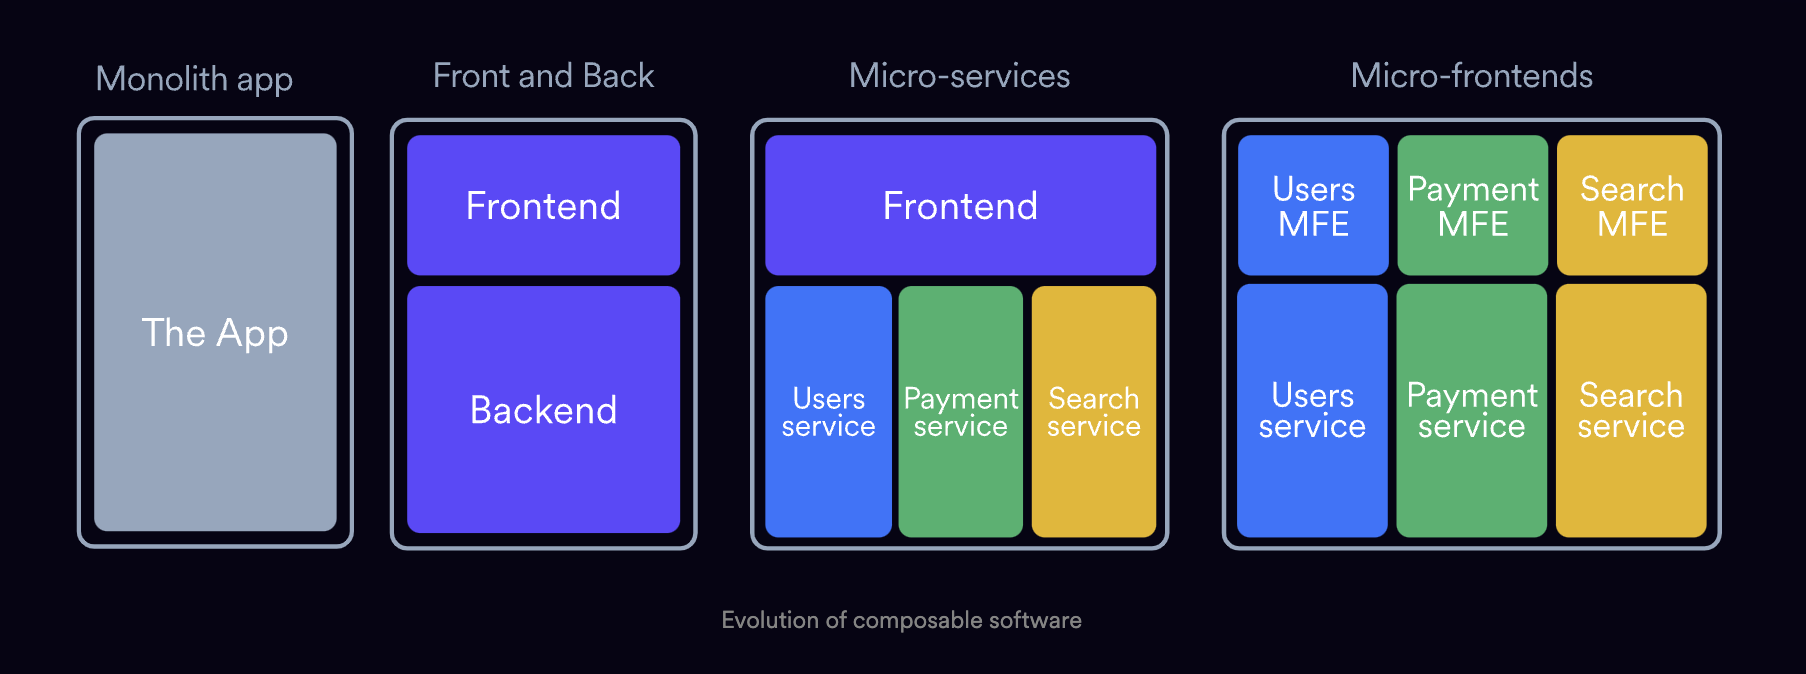 Monolith app
The App
Front and Back
Frontend
Backend
Micro-services
Frontend
Users
service
Payment
service
Search
service
Micro-frontends
Users
MFE
Payment
MFE
Search
MFE
Users
service
Payment
service
Search
service
Evolution of composable software